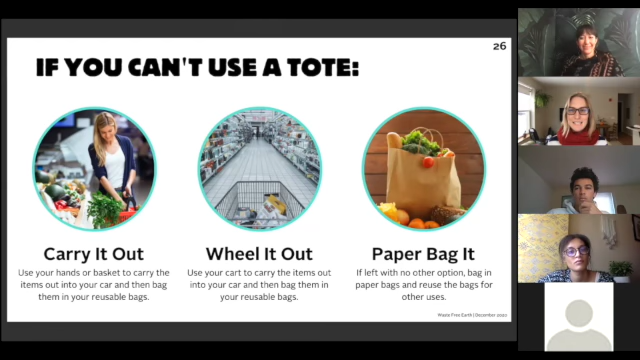 26
IF YOU CAN'T USE A TOTE:
Carry It Out
Use your hands or basket to carry the
items out into your car and then bag
them in your reusable bags.
Wheel It Out
Use your cart to carry the items out
into your car and then bag them in
your reusable bags.
Paper Bag It
If left with no other option, bag in
paper bags and reuse the bags for
other uses.
Waste Free Earth | December 2020